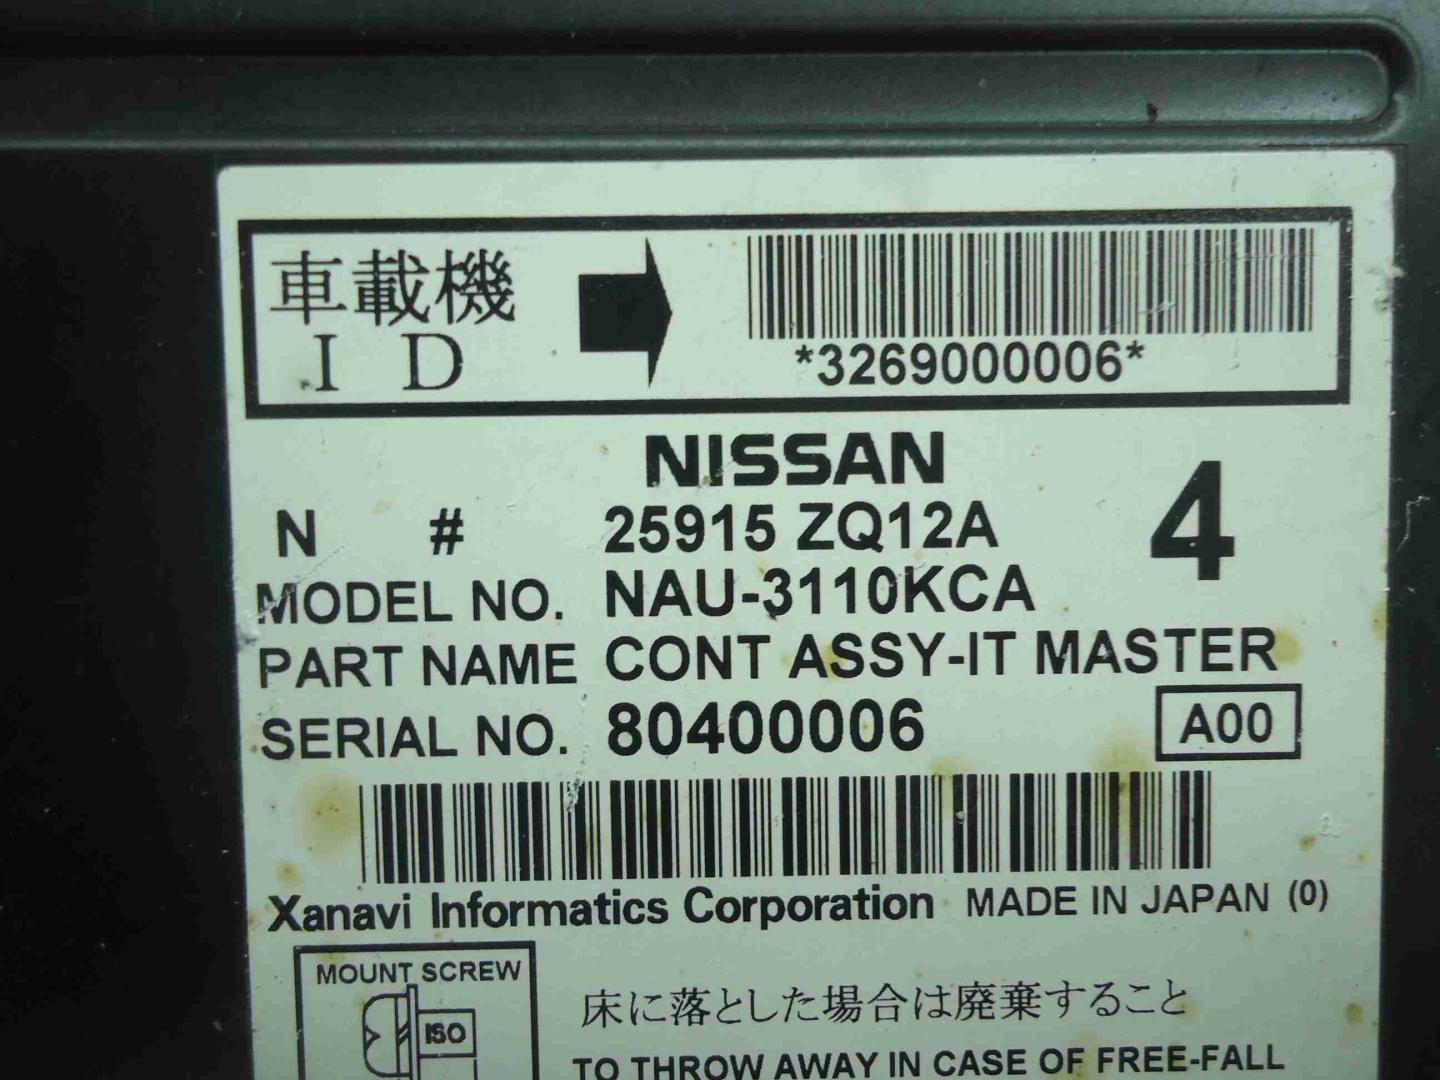 車載機
I D
*3269000006*
NISSAN
N # 25915 ZQ12A
4
MODEL NO. NAU-3110KCA
PART NAME CONT ASSY-IT MASTER
SERIAL NO. 80400006
A00
Xanavi Informatics Corporation MADE IN JAPAN (0)
MOUNT SCREW
ISO
床に落とした場合は廃棄すること
TO THROW AWAY IN CASE OF FREE-FALL